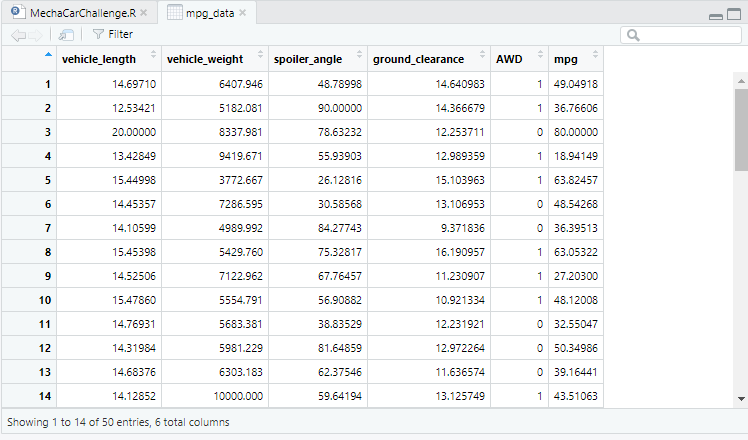 MechaCarChallenge.R mpg_data
Filter
vehicle_length vehicle_weight spoiler_angle ground_clearance AWD mpg
1 14.69710 6407.946 48.78998 14.640983 1 49.04918
2 12.53421 5182.081 90.00000 14.366679 1 36.76606
3 20.00000 8337.981 78.63232 12.253711 0 80.00000
4 13.42849 9419.671 55.93903 12.989359 1 18.94149
5 15.44998 3772.667 26.12816 15.103963 1 63.82457
6 14.45357 7286.595 30.58568 13.106953 0 48.54268
7 14.10599 4989.992 84.27743 9.371836 0 36.39513
8 15.45398 5429.760 75.32817 16.190957 1 63.05322
9 14.52506 7122.962 67.76457 11.230907 1 27.20300
10 15.47860 5554.791 56.90882 10.921334 1 48.12008
11 14.76931 5683.381 38.83529 12.231921 0 32.55047
12 14.31984 5981.229 81.64859 12.972264 0 50.34986
13 14.68376 6303.183 62.37546 11.636574 0 39.16441
14 14.12852 10000.000 59.64194 13.125749 1 43.51063
Showing 1 to 14 of 50 entries, 6 total columns